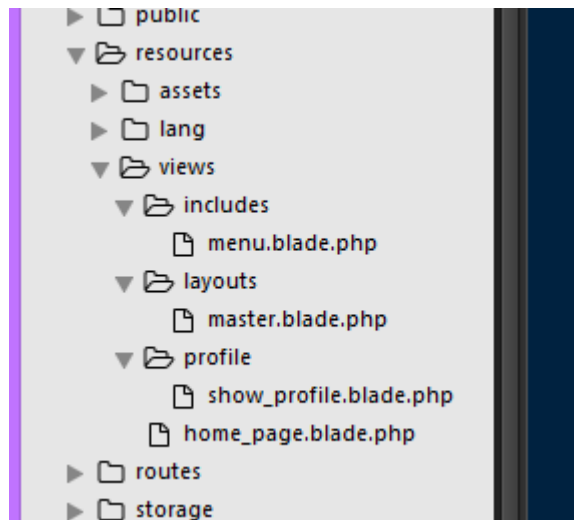 public
resources
assets
lang
views
includes
menu.blade.php
layouts
master.blade.php
profile
show_profile.blade.php
home_page.blade.php
routes
storage